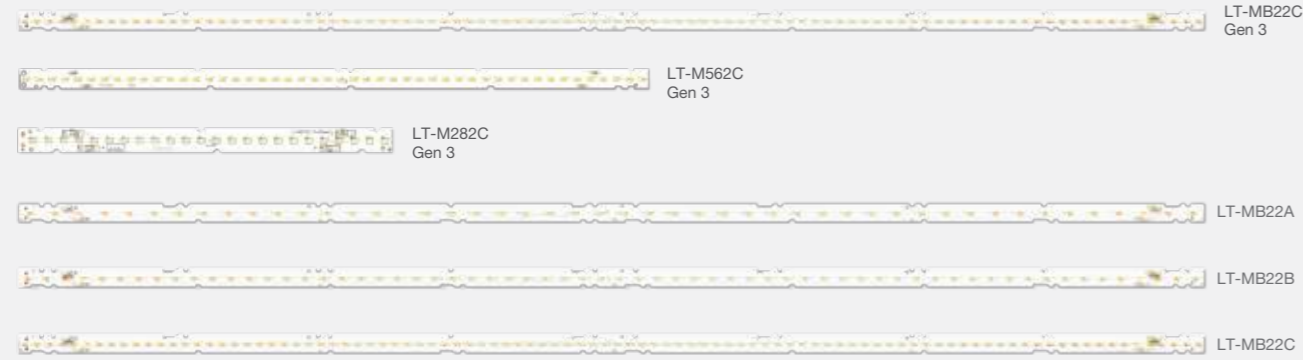 LT-MB22C
Gen 3
LT-M562C
Gen 3
LT-M282C
Gen 3
LT-MB22A
LT-MB22B
LT-MB22C